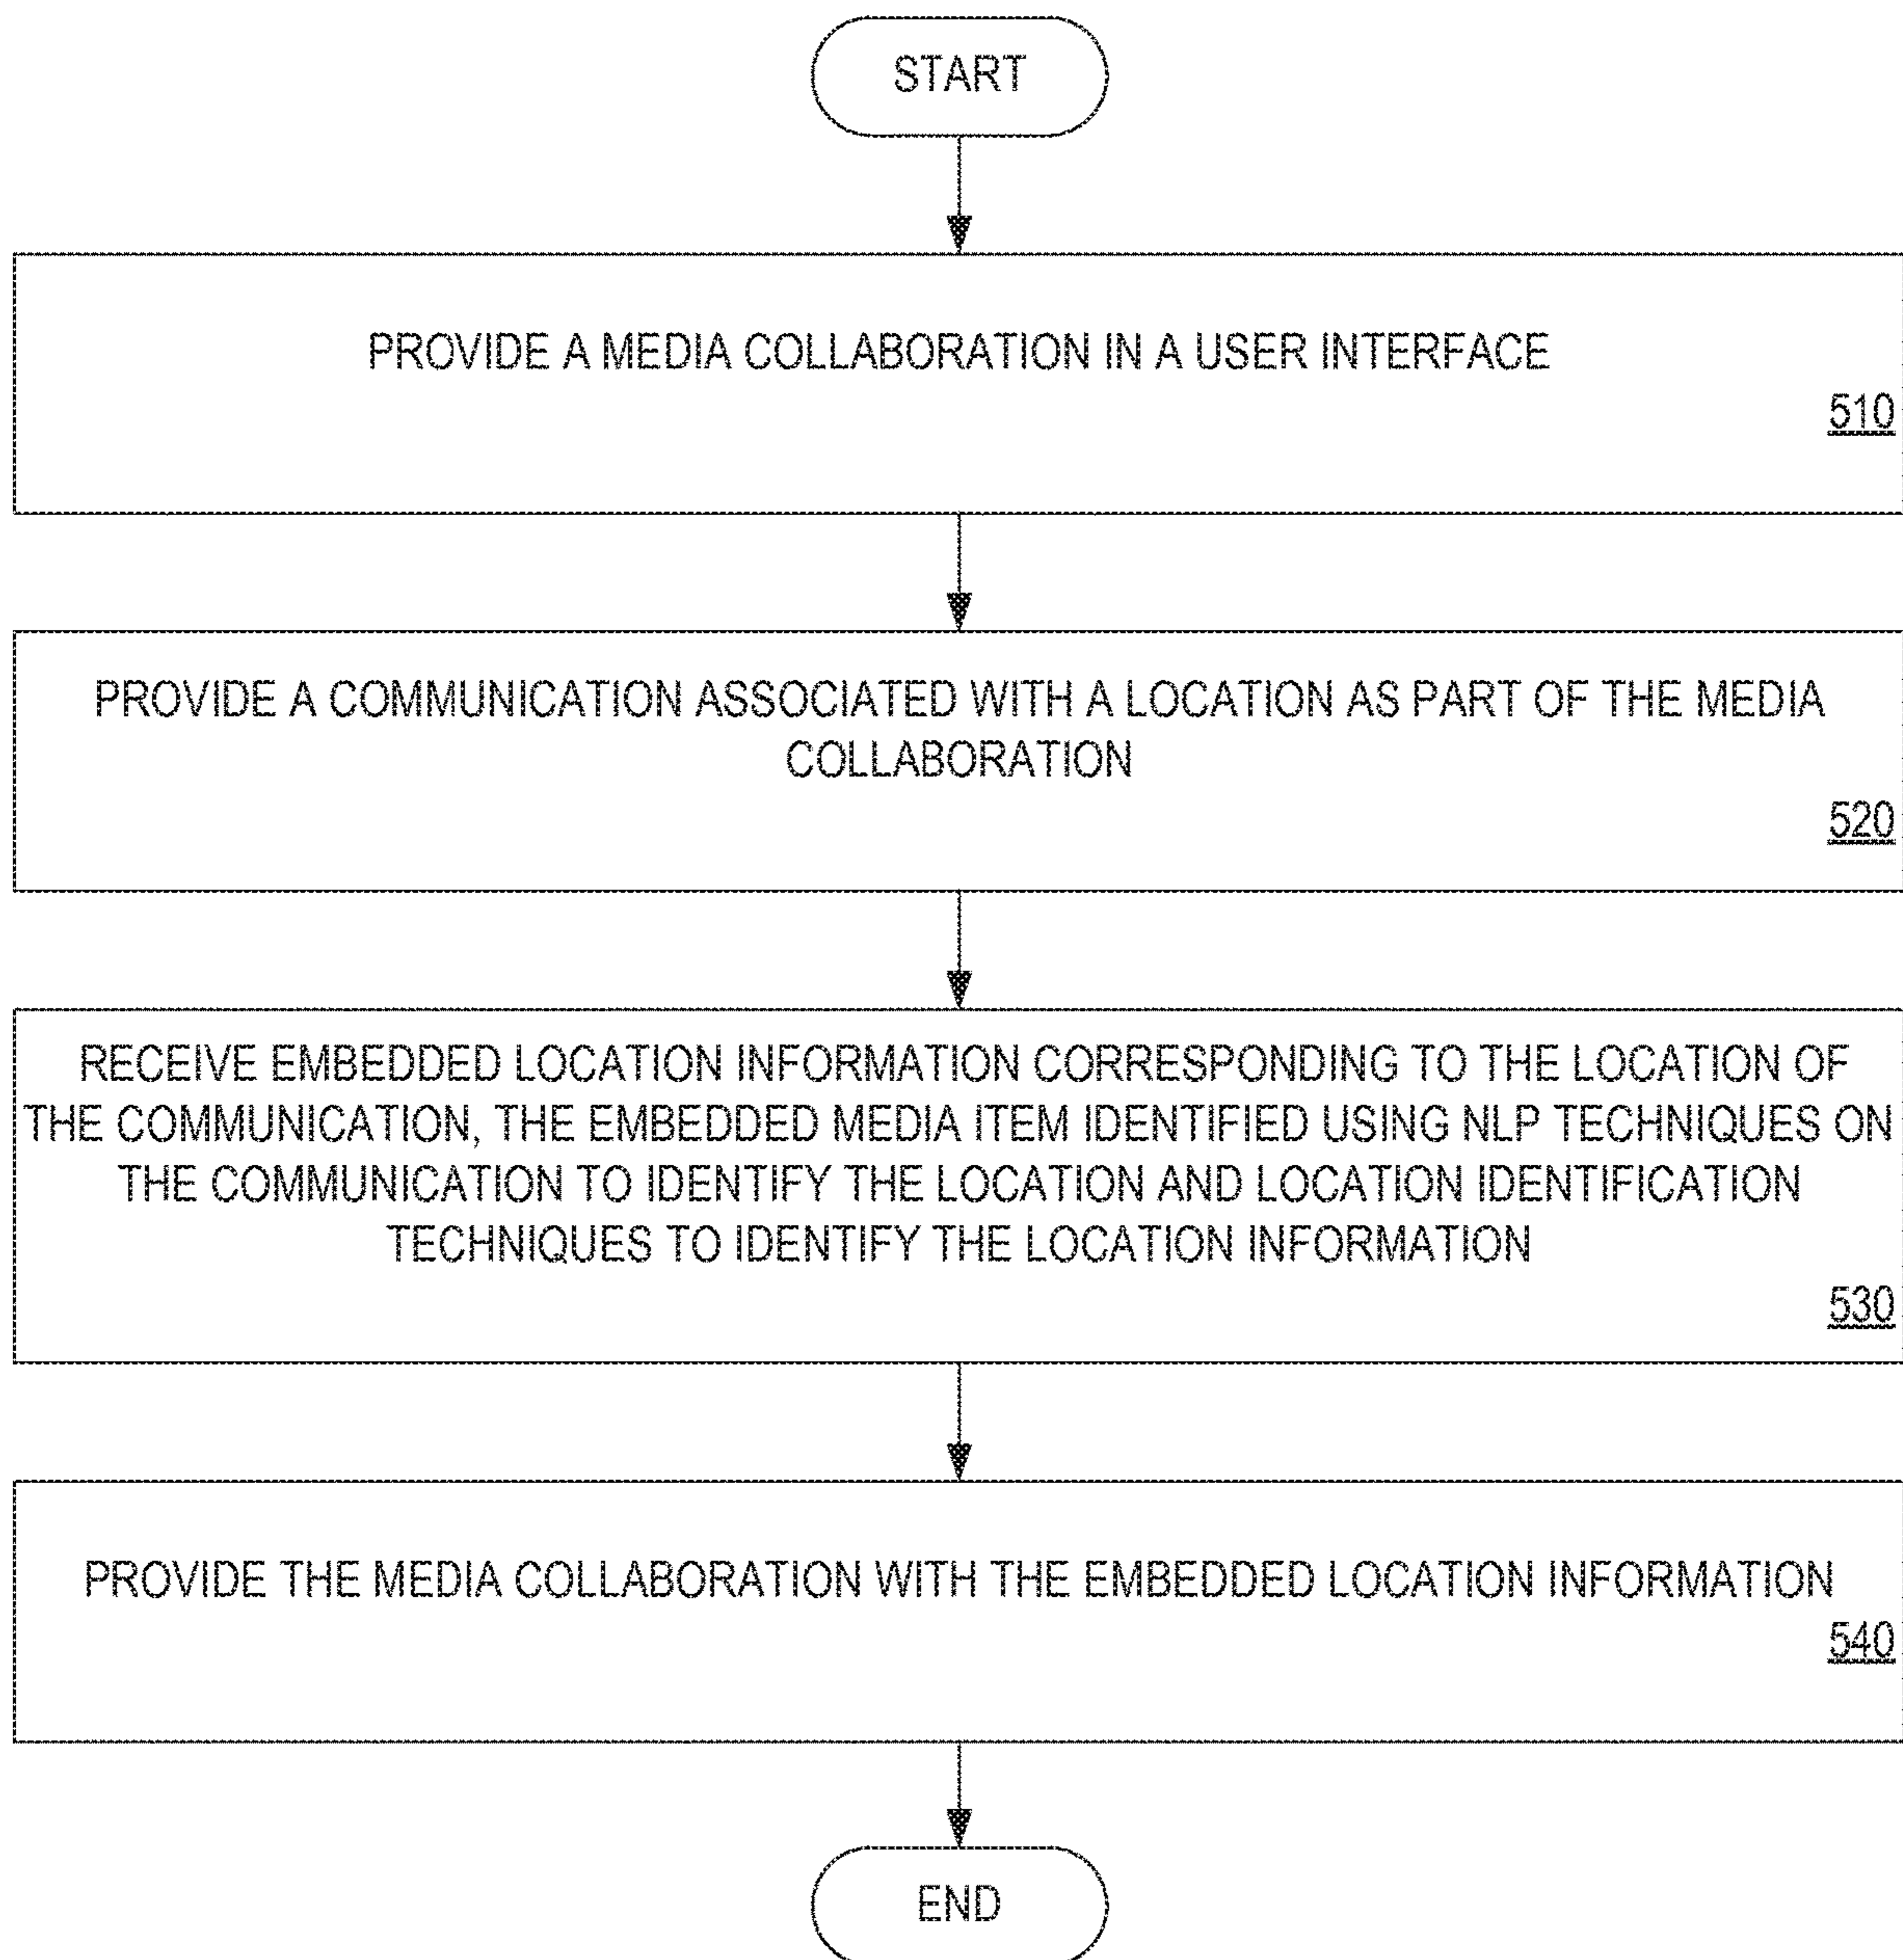 START
PROVIDE A MEDIA COLLABORATION IN A USER INTERFACE
510
PROVIDE A COMMUNICATION ASSOCIATED WITH A LOCATION AS PART OF THE MEDIA
COLLABORATION
520
RECEIVE EMBEDDED LOCATION INFORMATION CORRESPONDING TO THE LOCATION OF
THE COMMUNICATION, THE EMBEDDED MEDIA ITEM IDENTIFIED USING NLP TECHNIQUES ON
THE COMMUNICATION TO IDENTIFY THE LOCATION AND LOCATION IDENTIFICATION
TECHNIQUES TO IDENTIFY THE LOCATION INFORMATION
530
PROVIDE THE MEDIA COLLABORATION WITH THE EMBEDDED LOCATION INFORMATION
540
END